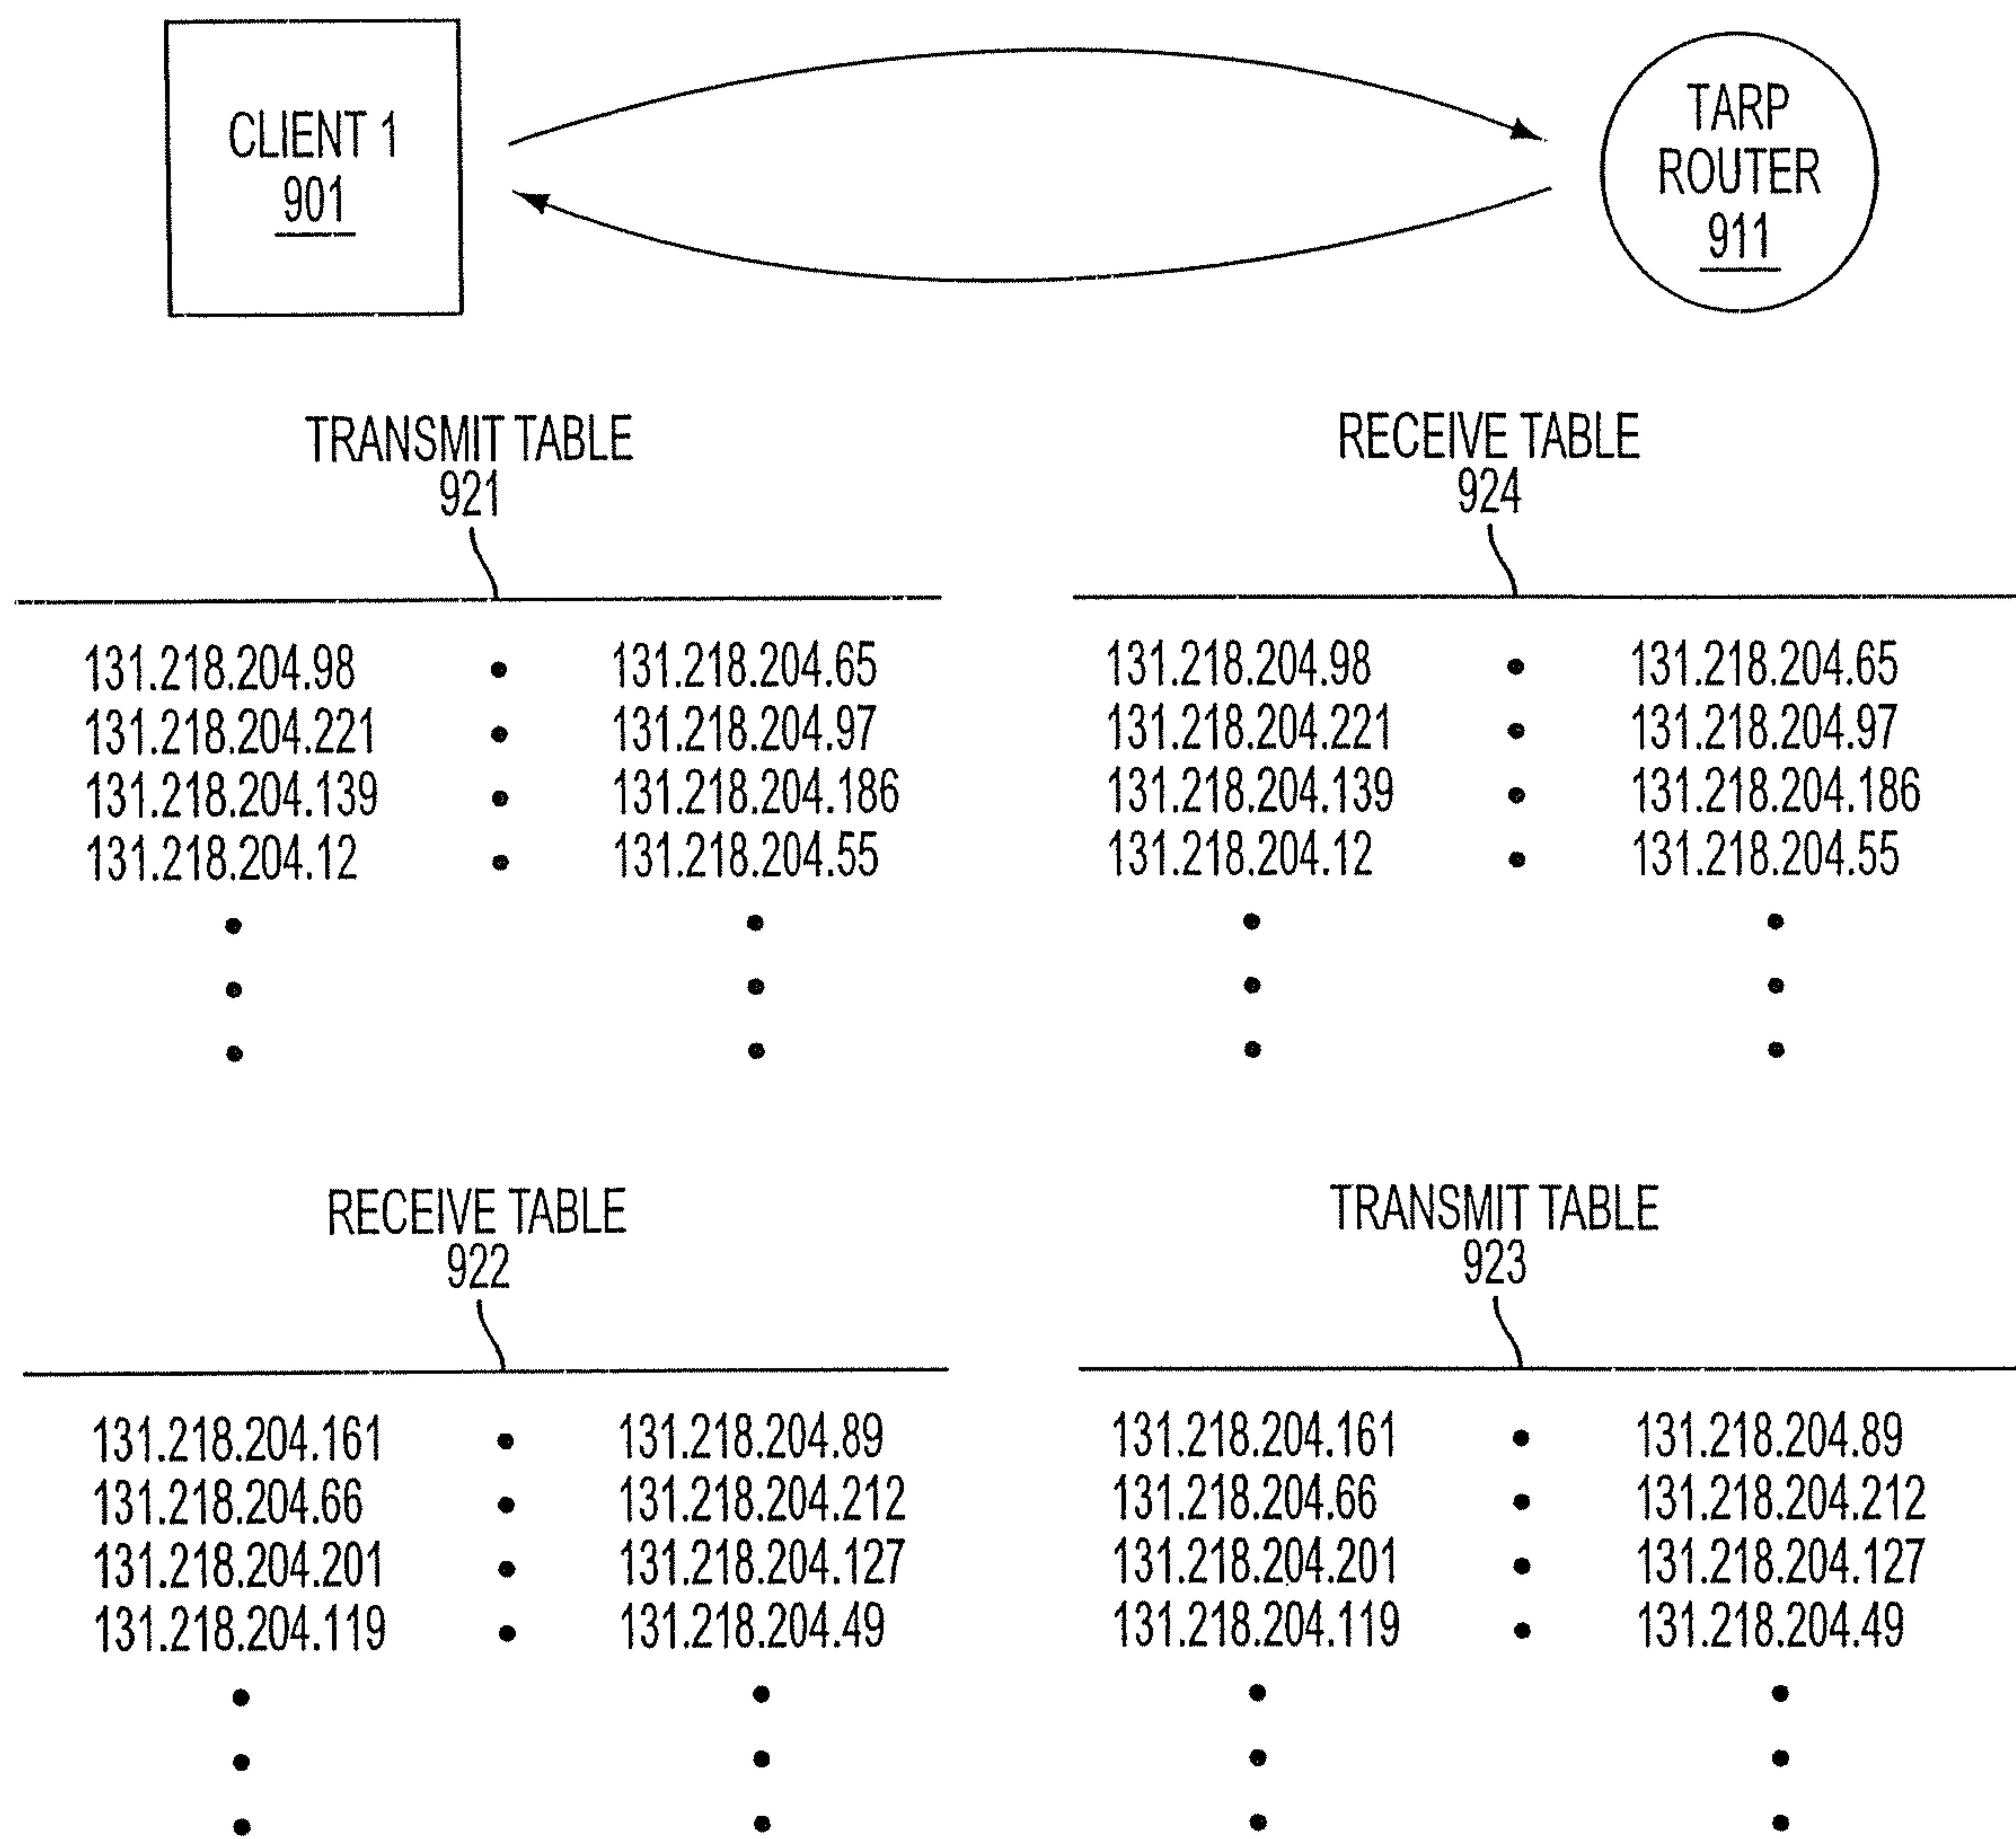 CLIENT 1
901
TARP
ROUTER
911
TRANSMIT TABLE
921
131.218.204.98 • 131.218.204.65
131.218.204.221 • 131.218.204.97
131.218.204.139 • 131.218.204.186
131.218.204.12 • 131.218.204.55
RECEIVE TABLE
924
131.218.204.98 • 131.218.204.65
131.218.204.221 • 131.218.204.97
131.218.204.139 • 131.218.204.186
131.218.204.12 • 131.218.204.55
RECEIVE TABLE
922
131.218.204.161 • 131.218.204.89
131.218.204.66 • 131.218.204.212
131.218.204.201 • 131.218.204.127
131.218.204.119 • 131.218.204.49
TRANSMIT TABLE
923
131.218.204.161 • 131.218.204.89
131.218.204.66 • 131.218.204.212
131.218.204.201 • 131.218.204.127
131.218.204.119 • 131.218.204.49